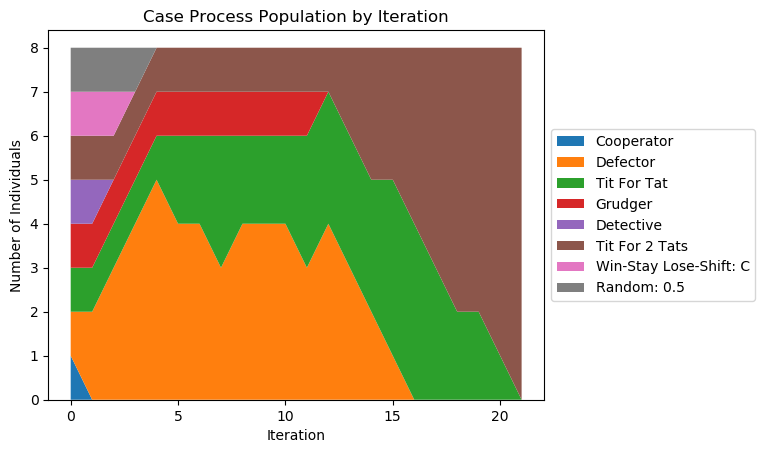 Case Process Population by Iteration
Number of Individuals
8
7
6
5
4
3
2
1
0
0 5 10 15 20
Iteration
Cooperator
Defector
Tit For Tat
Grudger
Detective
Tit For 2 Tats
Win-Stay Lose-Shift: C
Random: 0.5